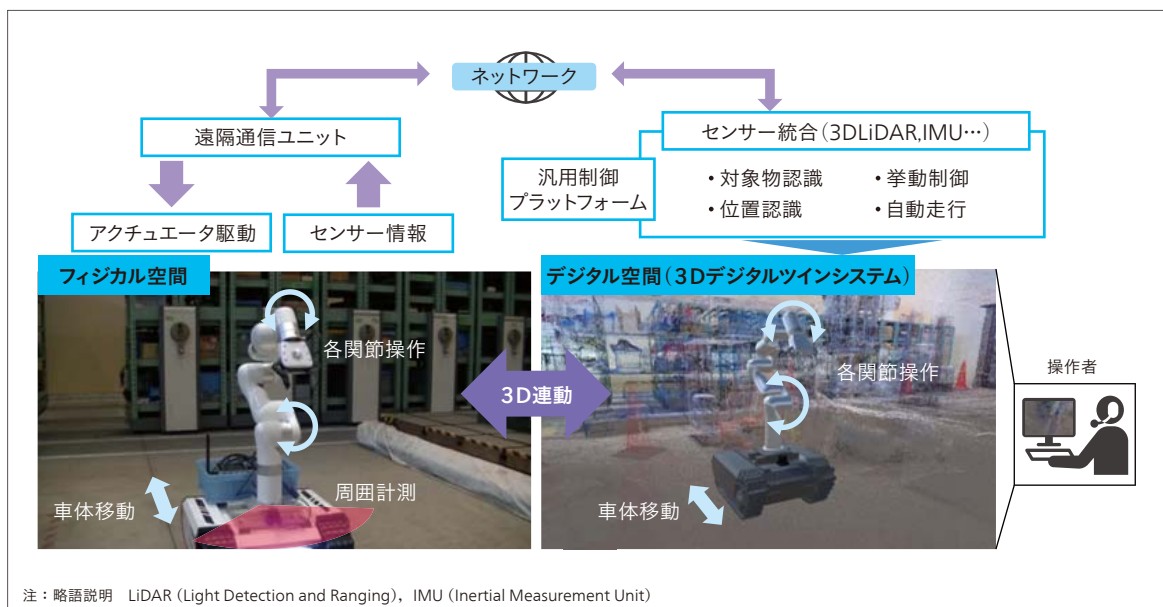 ネットワーク
遠隔通信ユニット
センサー統合（3DLiDAR,IMU…）
汎用制御
プラットフォーム
・対象物認識
・挙動制御
・位置認識
・自動走行
アクチュエータ駆動
センサー情報
フィジカル空間
デジタル空間（3Dデジタルツインシステム）
各関節操作
3D連動
各関節操作
操作者
周囲計測
車体移動
車体移動
注：略語説明　LiDAR（Light Detection and Ranging），IMU（Inertial Measurement Unit）